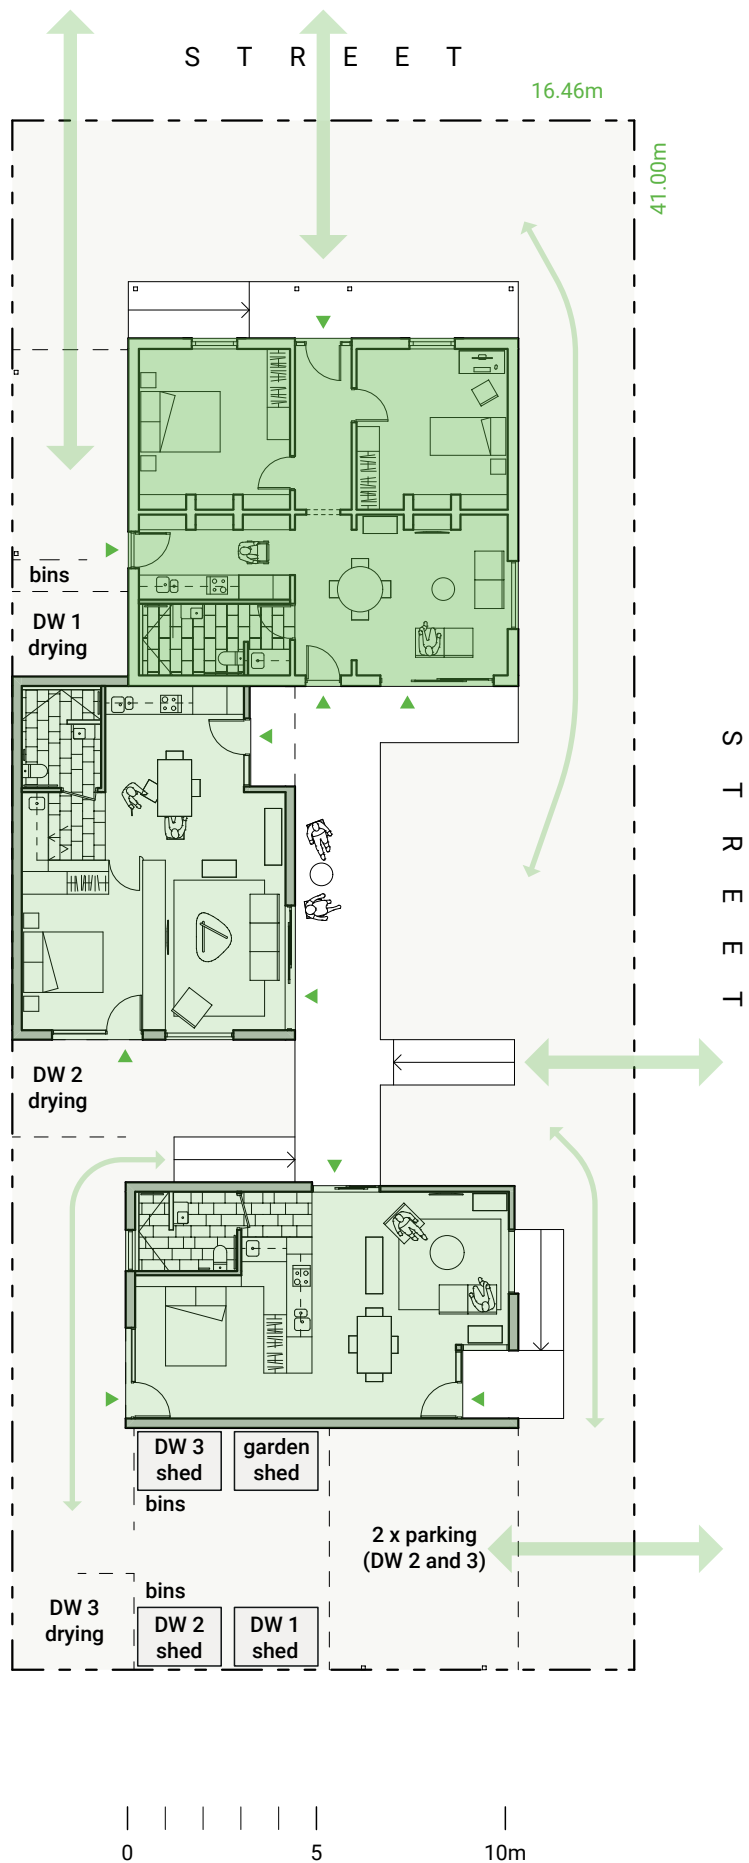 S T R E E T
16.46m
41.00m
bins
DW 1
drying
S T R E E T
DW 2
drying
DW 3
shed
garden
shed
bins
2 x parking
(DW 2 and 3)
bins
DW 3
drying
DW 2
shed
DW 1
shed
0 5 10m